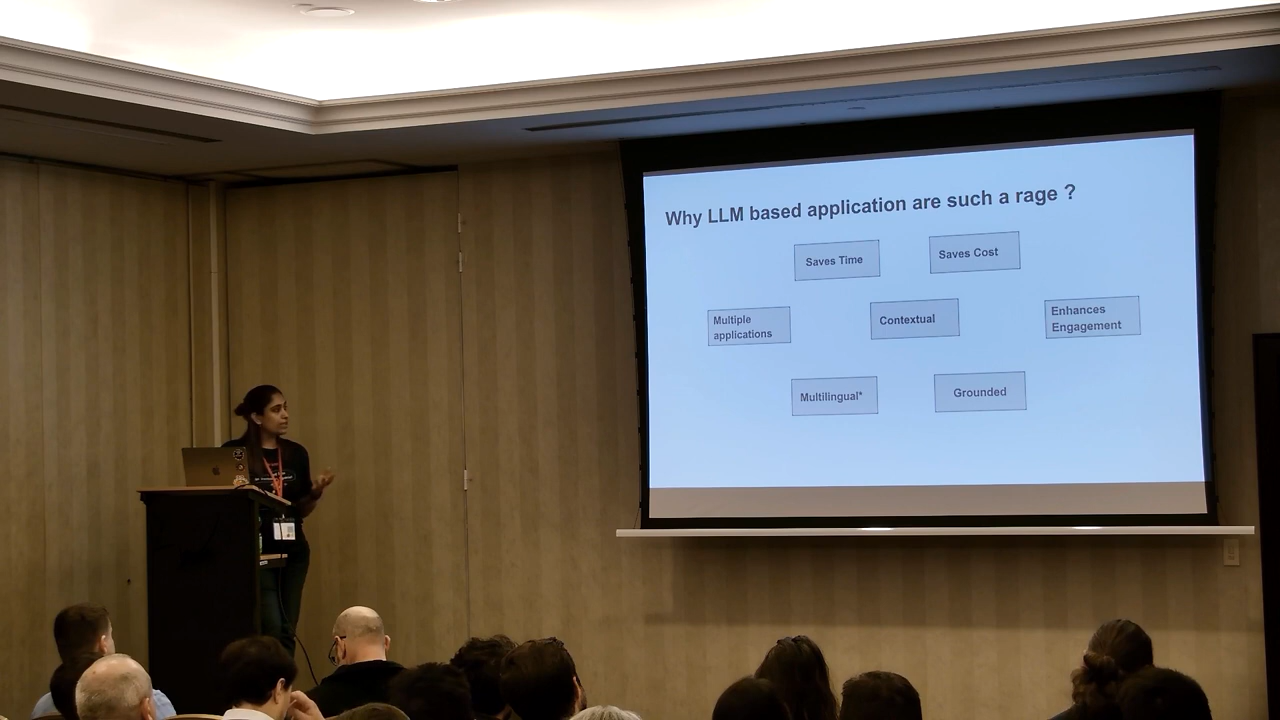 Why LLM based application are such a rage ?
Saves Time
Saves Cost
Multiple
applications
Contextual
Enhances
Engagement
Multilingual*
Grounded